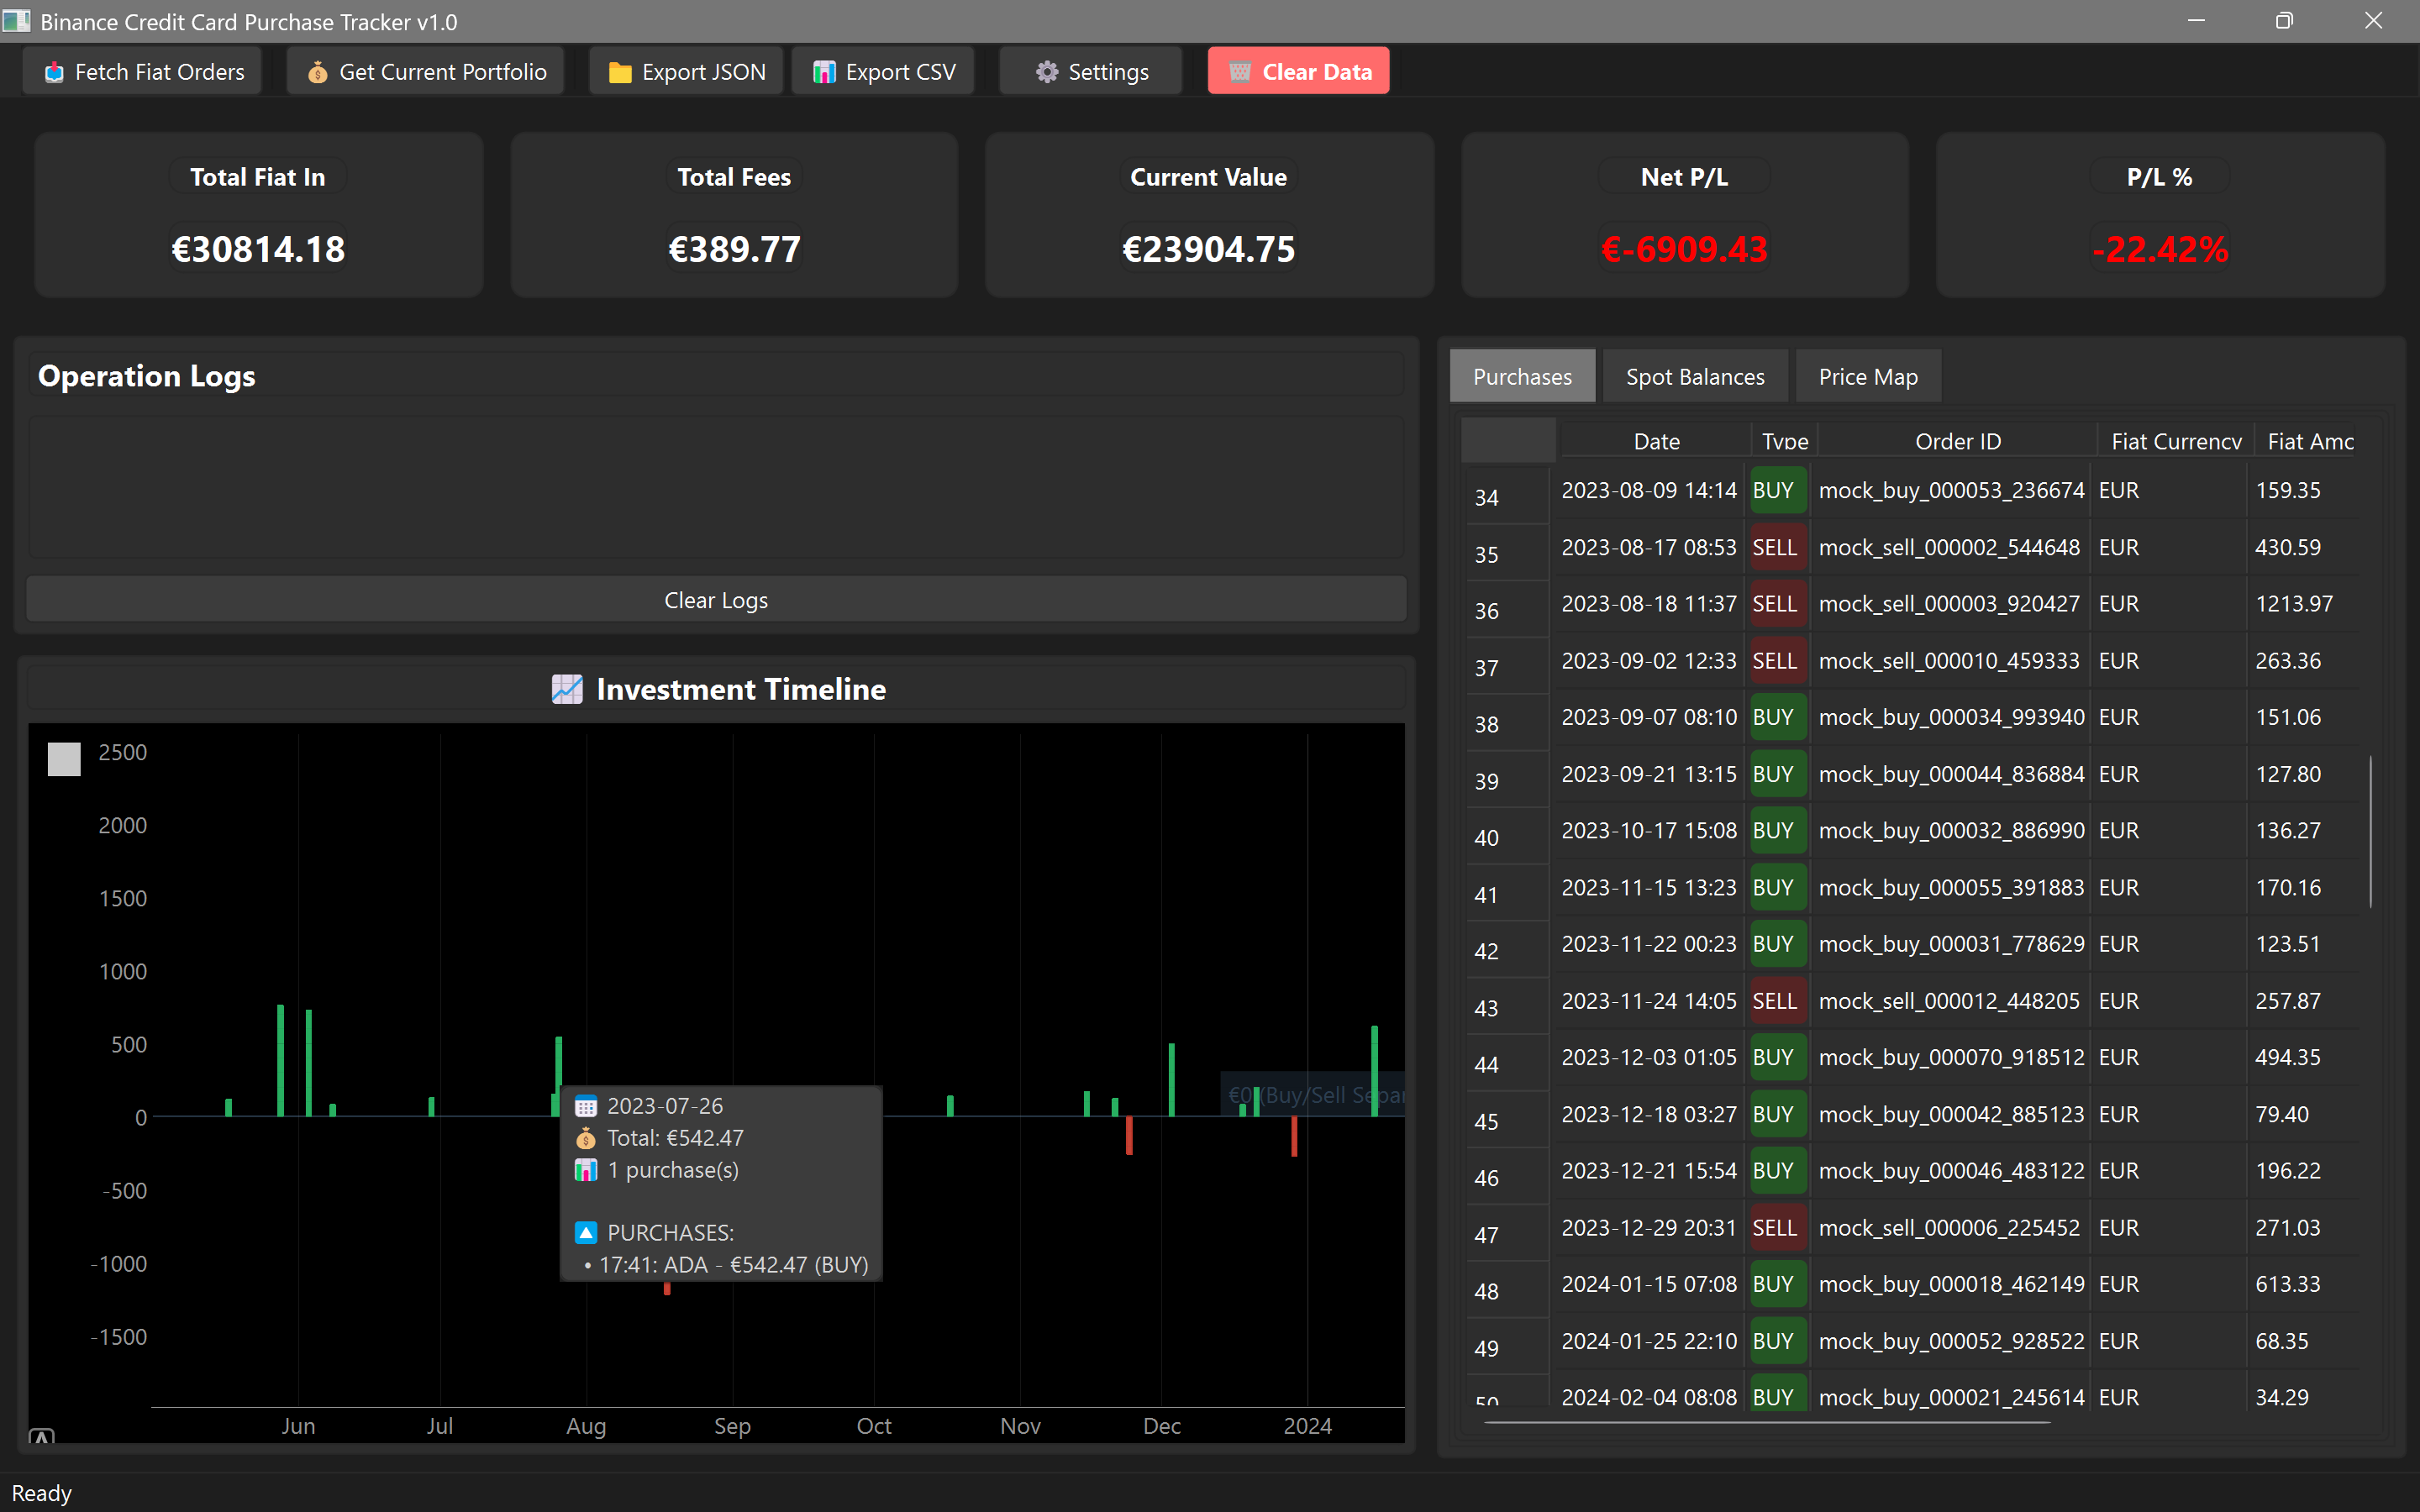 Binance Credit Card Purchase Tracker v1.0
Fetch Fiat Orders Get Current Portfolio Export JSON Export CSV Settings Clear Data
Total Fiat In
€30814.18
Total Fees
€389.77
Current Value
€23904.75
Net P/L
€-6909.43
P/L %
-22.42%
Operation Logs
Clear Logs
Investment Timeline
2500
2000
1500
1000
500
0
-500
-1000
-1500
€0 (Buy/Sell Separ
2023-07-26
Total: €542.47
1 purchase(s)
PURCHASES:
• 17:41: ADA - €542.47 (BUY)
Jun Jul Aug Sep Oct Nov Dec 2024
Purchases Spot Balances Price Map
Date Type Order ID Fiat Currency Fiat Amo
34 2023-08-09 14:14 BUY mock_buy_000053_236674 EUR 159.35
35 2023-08-17 08:53 SELL mock_sell_000002_544648 EUR 430.59
36 2023-08-18 11:37 SELL mock_sell_000003_920427 EUR 1213.97
37 2023-09-02 12:33 SELL mock_sell_000010_459333 EUR 263.36
38 2023-09-07 08:10 BUY mock_buy_000034_993940 EUR 151.06
39 2023-09-21 13:15 BUY mock_buy_000044_836884 EUR 127.80
40 2023-10-17 15:08 BUY mock_buy_000032_886990 EUR 136.27
41 2023-11-15 13:23 BUY mock_buy_000055_391883 EUR 170.16
42 2023-11-22 00:23 BUY mock_buy_000031_778629 EUR 123.51
43 2023-11-24 14:05 SELL mock_sell_000012_448205 EUR 257.87
44 2023-12-03 01:05 BUY mock_buy_000070_918512 EUR 494.35
45 2023-12-18 03:27 BUY mock_buy_000042_885123 EUR 79.40
46 2023-12-21 15:54 BUY mock_buy_000046_483122 EUR 196.22
47 2023-12-29 20:31 SELL mock_sell_000006_225452 EUR 271.03
48 2024-01-15 07:08 BUY mock_buy_000018_462149 EUR 613.33
49 2024-01-25 22:10 BUY mock_buy_000052_928522 EUR 68.35
50 2024-02-04 08:08 BUY mock_buy_000021_245614 EUR 34.29
Ready